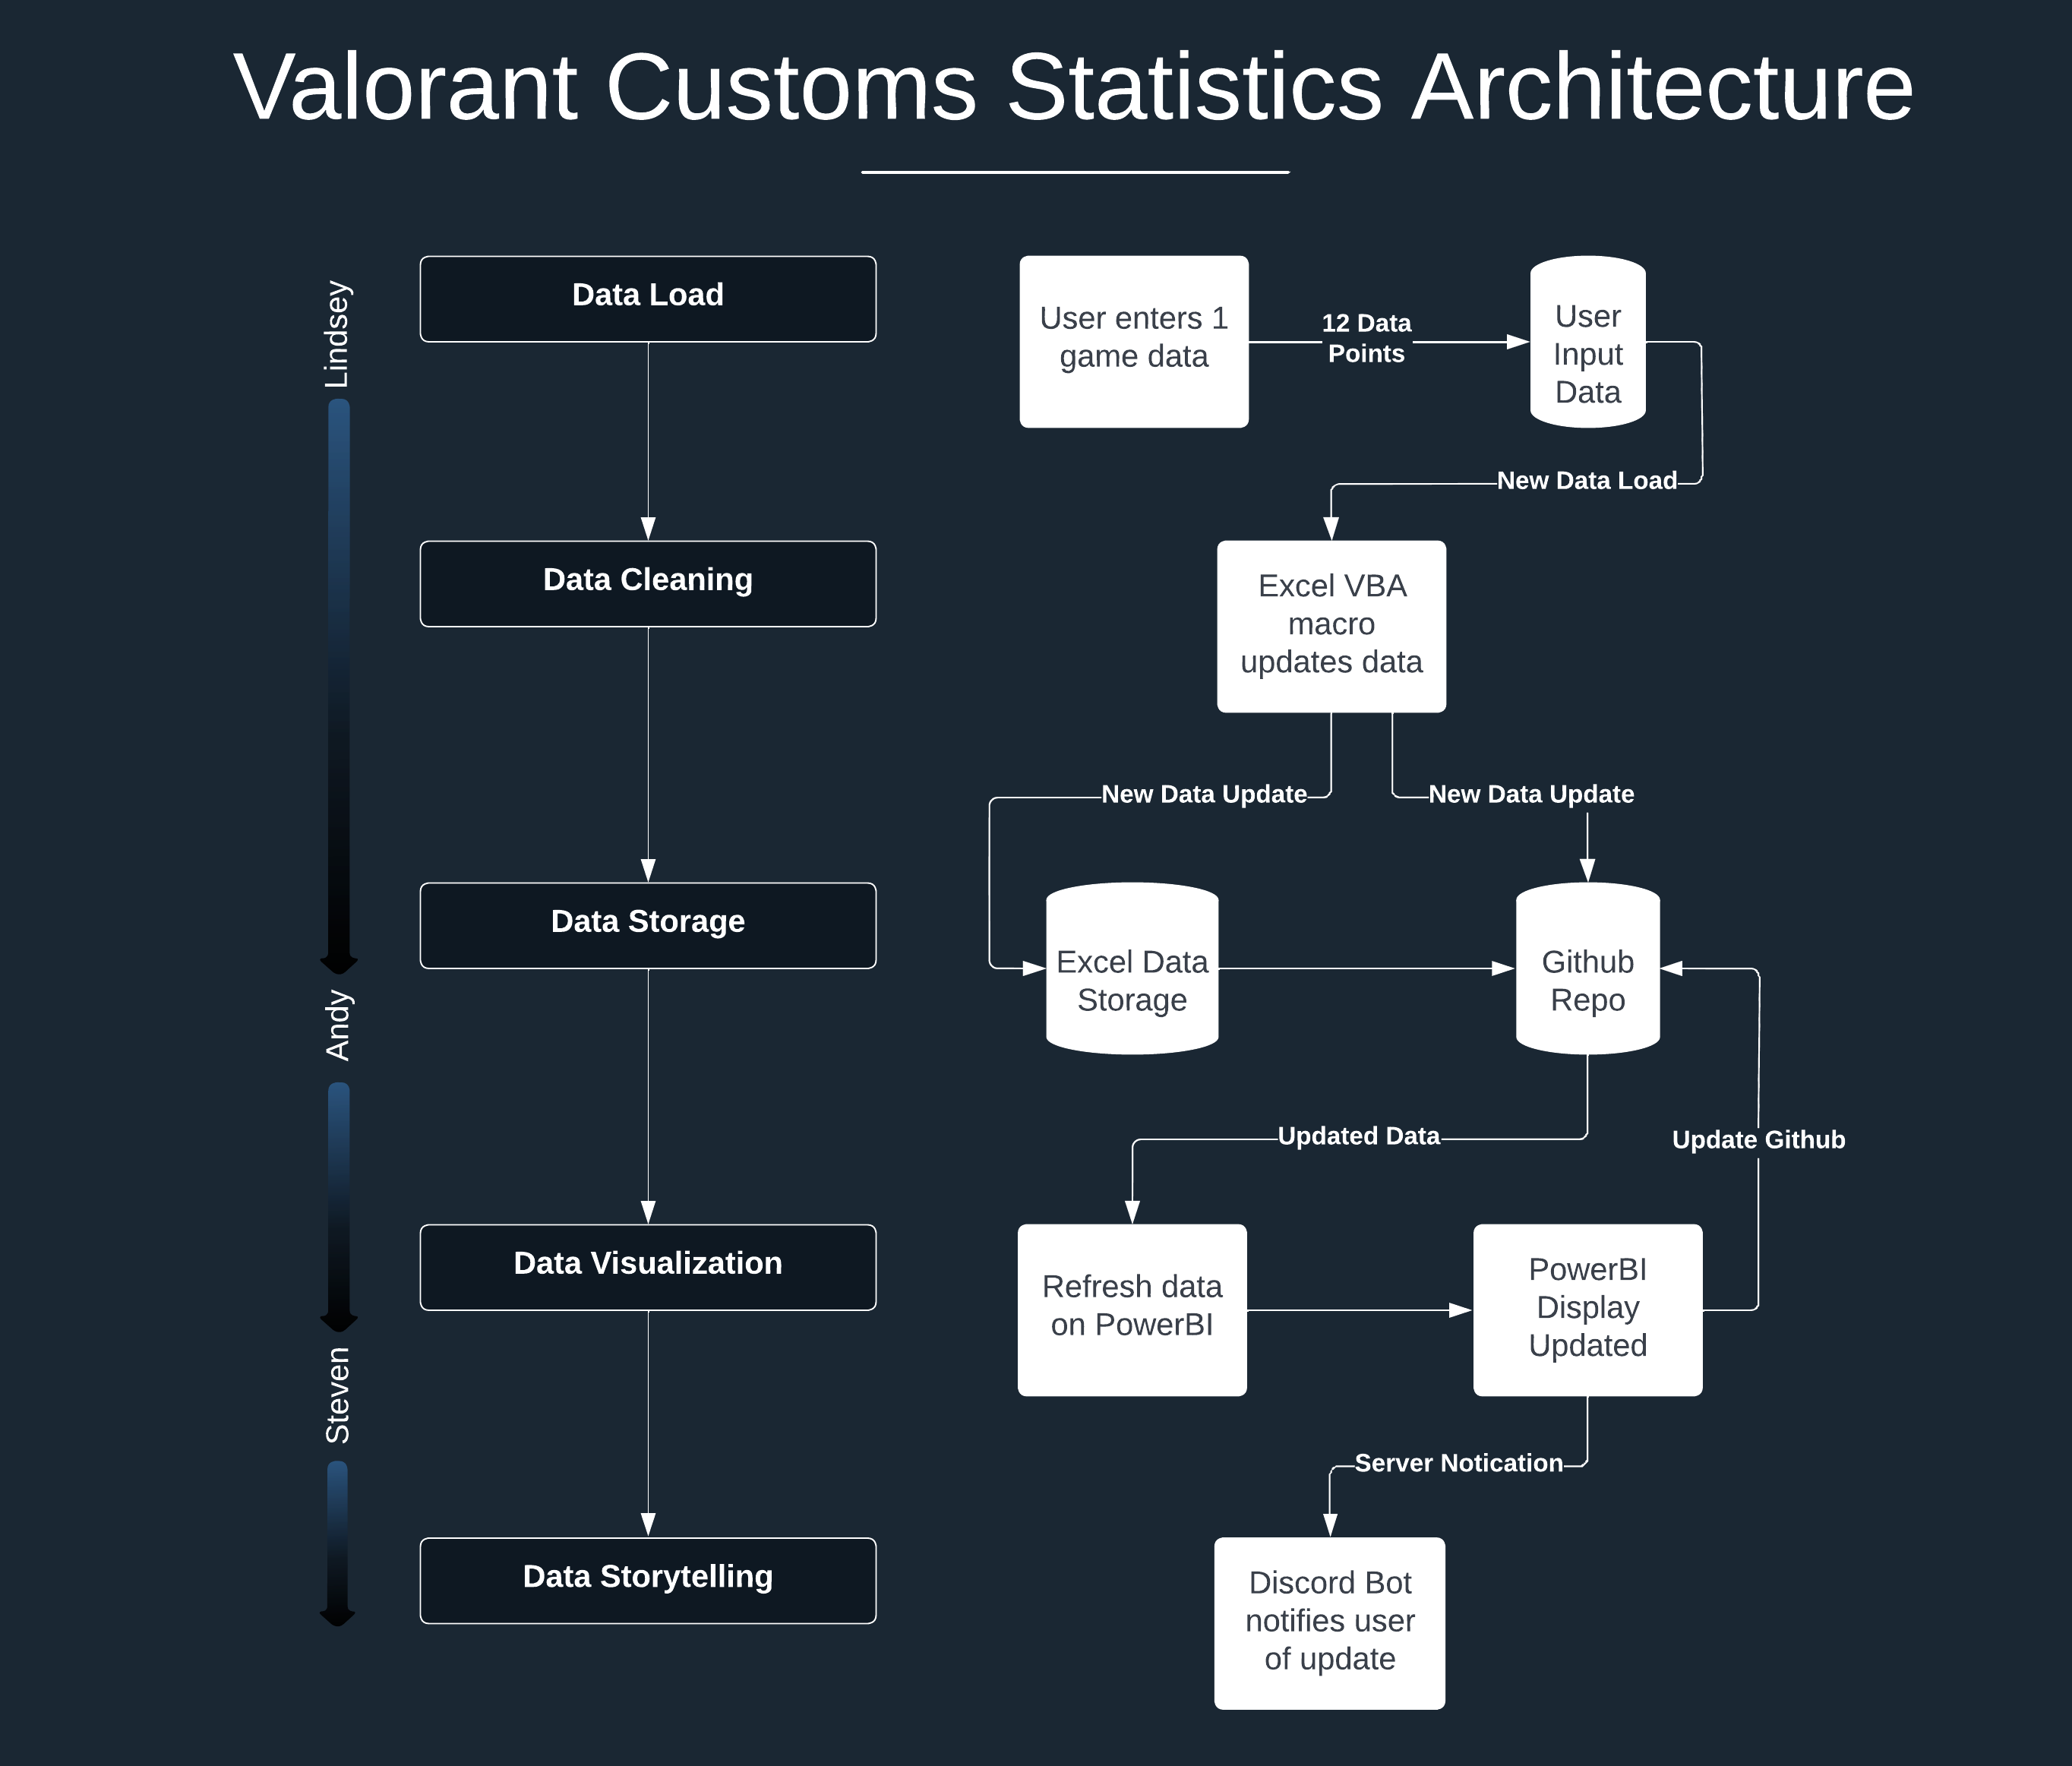 Valorant Customs Statistics Architecture
Lindsey
Data Load
User enters 1
game data
12 Data
Points
User
Input
Data
New Data Load
Data Cleaning
Excel VBA
macro
updates data
New Data Update
New Data Update
Data Storage
Excel Data
Storage
Github
Repo
Andy
Updated Data
Update Github
Data Visualization
Refresh data
on PowerBI
PowerBI
Display
Updated
Steven
Server Notication
Data Storytelling
Discord Bot
notifies user
of update